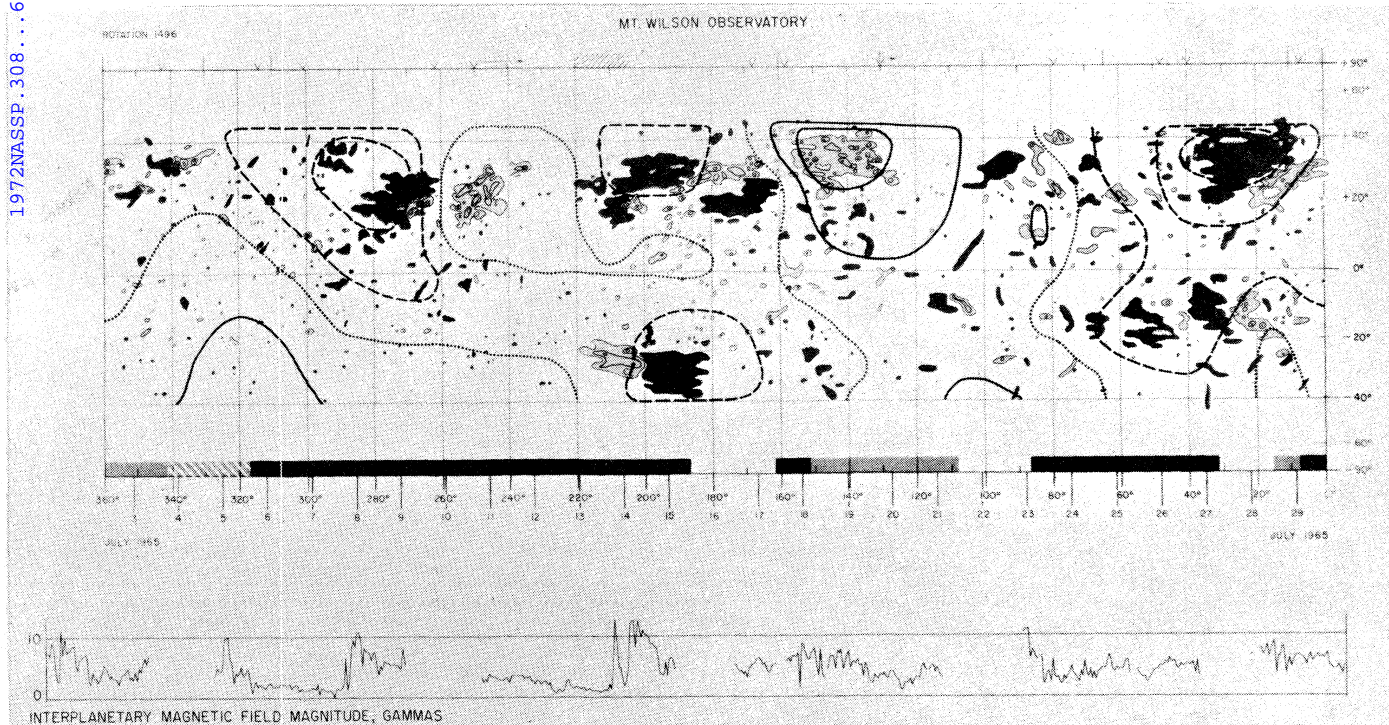 1972NASSP.308...6
MT. WILSON OBSERVATORY
ROTATION 1496
+90°
+60°
40°
20°
0°
20°
40°
60°
90°
360° 340° 320° 300° 280° 260° 240° 220° 200° 180° 160° 140° 120° 100° 80° 60° 40° 20° 0°
4 5 6 7 8 9 10 11 12 13 14 15 16 17 18 19 20 21 22 23 24 25 26 27 28 29
JULY 1965 JULY 1965
10
0
INTERPLANETARY MAGNETIC FIELD MAGNITUDE, GAMMAS